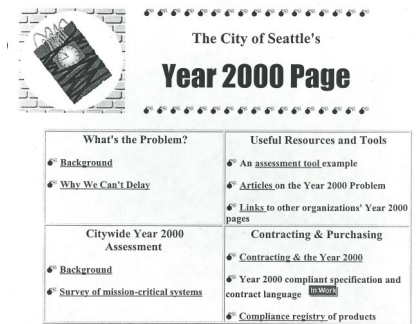 The City of Seattle's
Year 2000 Page
What's the Problem?
Background
Why We Can't Delay
Useful Resources and Tools
An assessment tool example
Articles on the Year 2000 Problem
Links to other organizations' Year 2000
pages
Citywide Year 2000
Assessment
Background
Survey of mission-critical systems
Contracting & Purchasing
Contracting & the Year 2000
Year 2000 compliant specification and
contract language In Work
Compliance registry of products